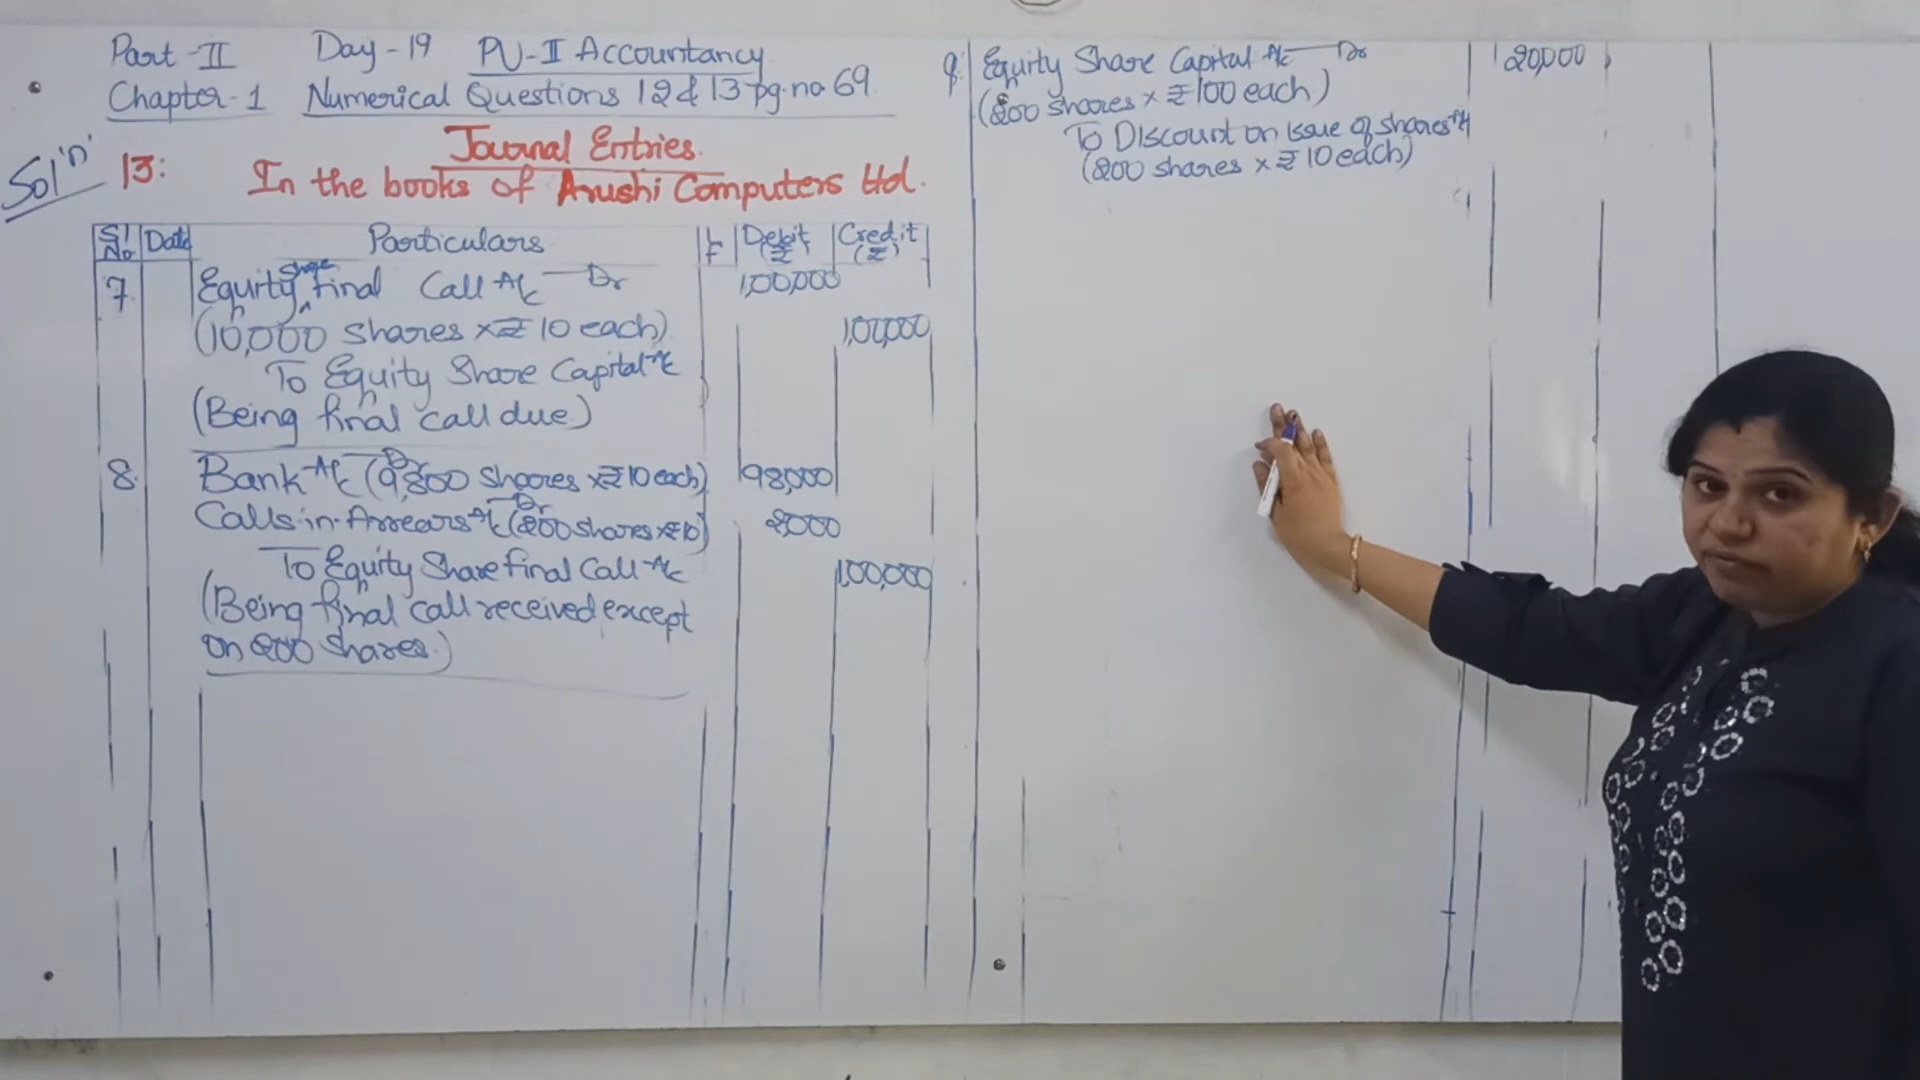 Part-II Day-19 PU-II Accountancy
Chapter-1 Numerical Questions 12 & 13 pg.no 69
Sol'n' 13: Journal Entries.
In the books of Arushi Computers Ltd.
Sl No Date Particulars LF Debit (₹) Credit (₹)
7. Equity Share Final Call A/c Dr 1,00,000
(10,000 Shares x ₹ 10 each) 1,00,000
To Equity Share Capital A/c
(Being final call due)
8. Bank A/c Dr (9,800 Shares x ₹ 10 each) 98,000
Calls-in-Arrears A/c Dr (200 Shares x ₹ 10) 2,000
To Equity Share Final Call A/c 1,00,000
(Being final call received except
on 200 shares.)
9. Equity Share Capital A/c Dr 20,000
(200 shares x ₹ 100 each)
To Discount on issue of shares A/c
(200 shares x ₹ 10 each)